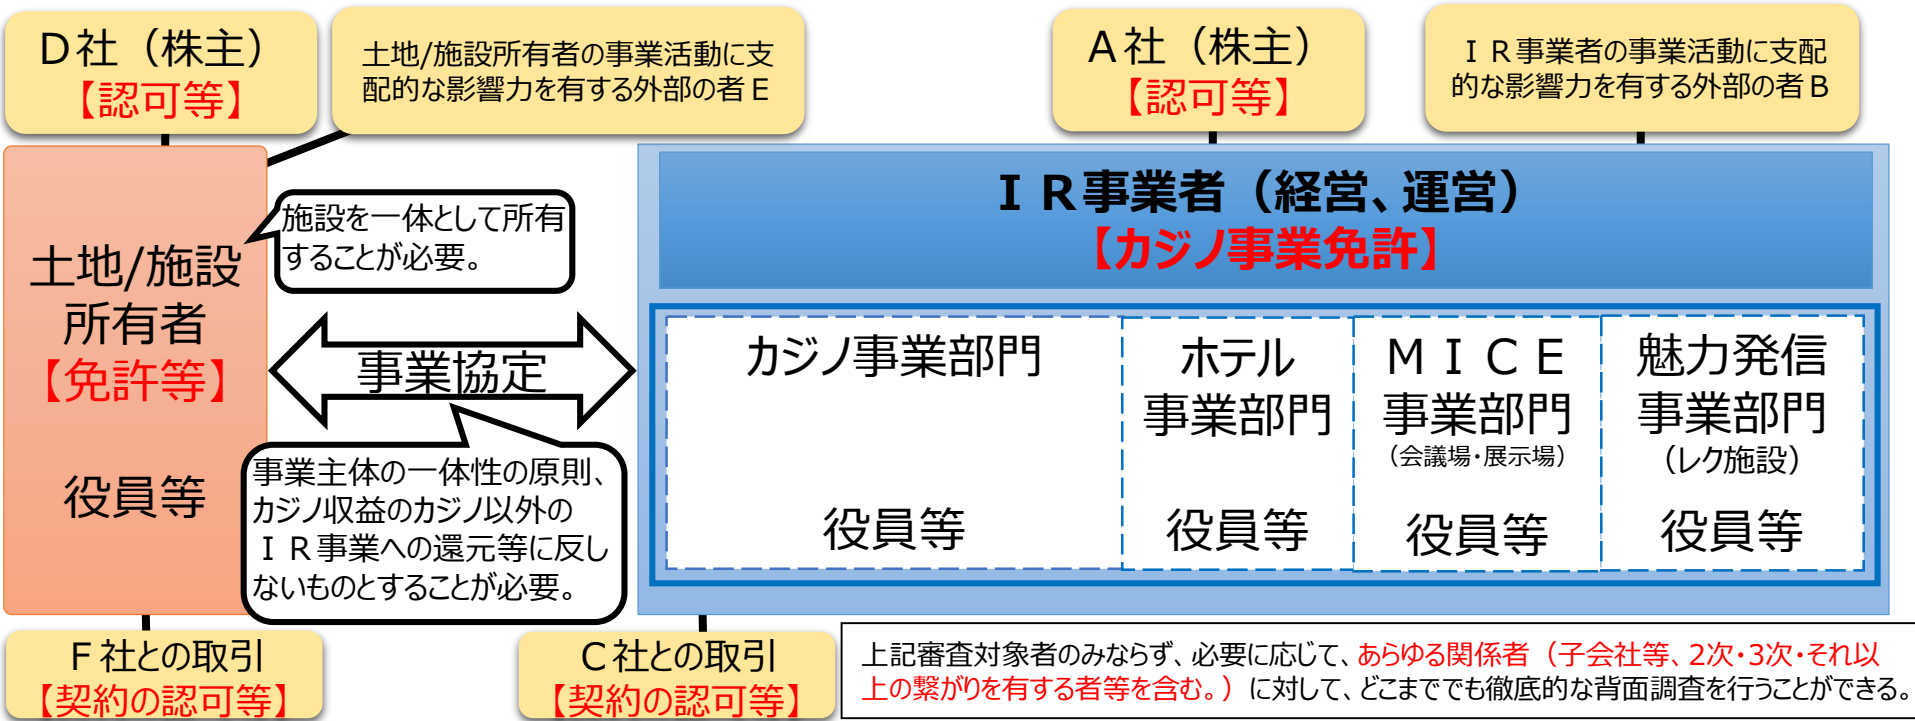 D社（株主）
【認可等】
土地/施設所有者の事業活動に支
配的な影響力を有する外部の者E
A社（株主）
【認可等】
ＩＲ事業者の事業活動に支配
的な影響力を有する外部の者B
土地/施設
所有者
【免許等】
役員等
施設を一体として所有
することが必要。
事業協定
事業主体の一体性の原則、
カジノ収益のカジノ以外の
ＩＲ事業への還元等に反し
ないものとすることが必要。
ＩＲ事業者（経営、運営）
【カジノ事業免許】
カジノ事業部門
役員等
ホテル
事業部門
役員等
ＭＩＣＥ
事業部門
（会議場・展示場）
役員等
魅力発信
事業部門
（レク施設）
役員等
F社との取引
【契約の認可等】
C社との取引
【契約の認可等】
上記審査対象者のみならず、必要に応じて、あらゆる関係者（子会社等、2次・3次・それ以
上の繋がりを有する者等を含む。）に対して、どこまででも徹底的な背面調査を行うことができる。